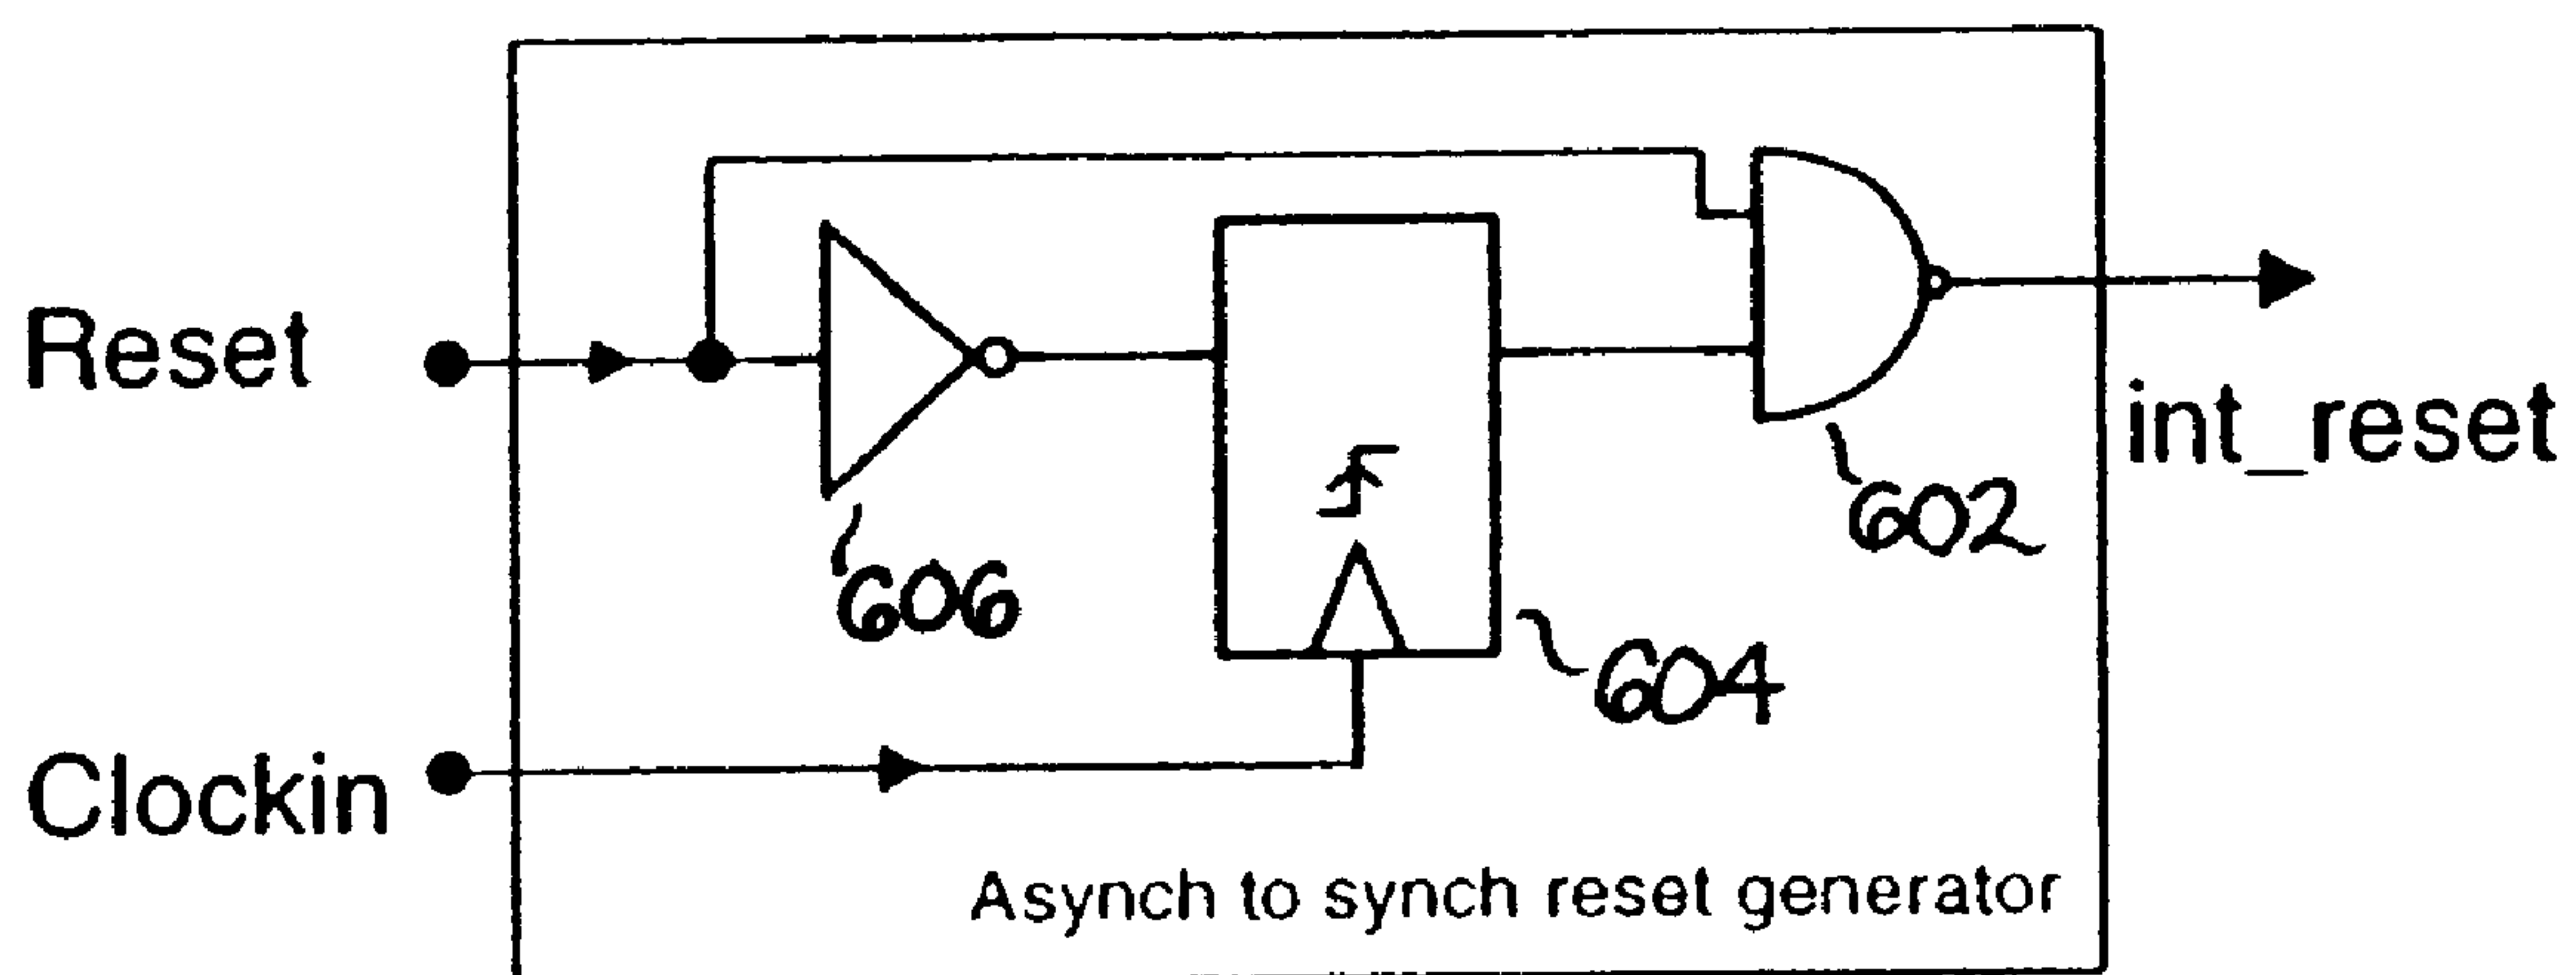 Reset
int_reset
602
606
604
Clockin
Asynch to synch reset generator